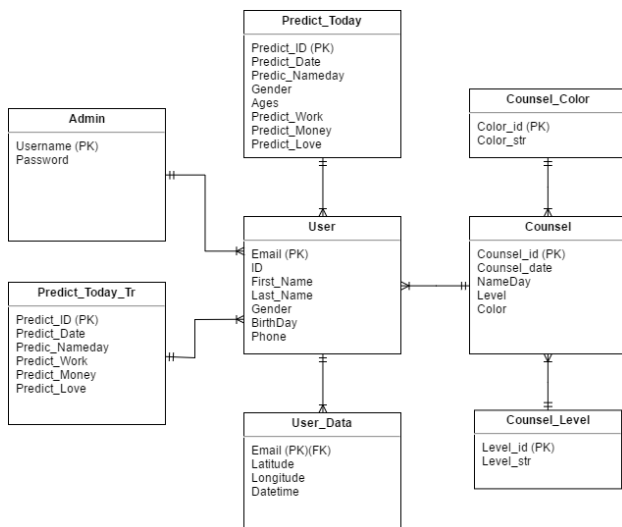 Predict_Today
Predict_ID (PK)
Predict_Date
Predic_Nameday
Gender
Ages
Predict_Work
Predict_Money
Predict_Love
Admin
Username (PK)
Password
Counsel_Color
Color_id (PK)
Color_str
User
Email (PK)
ID
First_Name
Last_Name
Gender
BirthDay
Phone
Counsel
Counsel_id (PK)
Counsel_date
NameDay
Level
Color
Predict_Today_Tr
Predict_ID (PK)
Predict_Date
Predic_Nameday
Predict_Work
Predict_Money
Predict_Love
User_Data
Email (PK)(FK)
Latitude
Longitude
Datetime
Counsel_Level
Level_id (PK)
Level_str